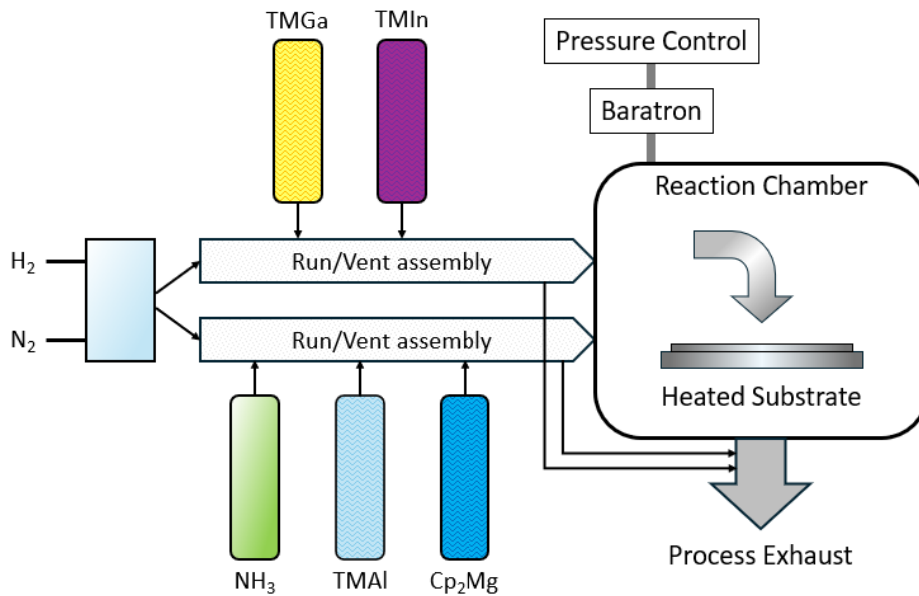 TMGa
TMIn
Pressure Control
Baratron
Reaction Chamber
H₂
Run/Vent assembly
N₂
Run/Vent assembly
Heated Substrate
NH₃
TMAl
Cp₂Mg
Process Exhaust